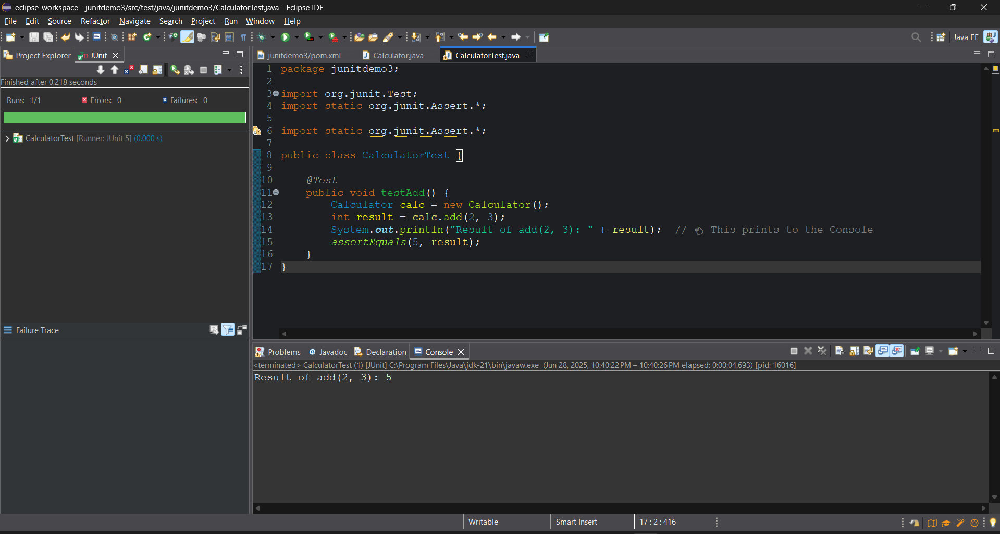 eclipse-workspace - junitdemo3/src/test/java/junitdemo3/CalculatorTest.java - Eclipse IDE
File Edit Source Refactor Navigate Search Project Run Window Help
Java EE
Project Explorer JUnit
Finished after 0.218 seconds
Runs: 1/1 Errors: 0 Failures: 0
CalculatorTest [Runner: JUnit 5] (0.000 s)
Failure Trace
junitdemo3/pom.xml Calculator.java CalculatorTest.java
1 package junitdemo3;
2
3 import org.junit.Test;
4 import static org.junit.Assert.*;
5
6 import static org.junit.Assert.*;
7
8 public class CalculatorTest {
9
10 @Test
11 public void testAdd() {
12 Calculator calc = new Calculator();
13 int result = calc.add(2, 3);
14 System.out.println("Result of add(2, 3): " + result); // 👈 This prints to the Console
15 assertEquals(5, result);
16 }
17 }
Problems Javadoc Declaration Console
<terminated> CalculatorTest (1) [JUnit] C:\Program Files\Java\jdk-21\bin\javaw.exe (Jun 28, 2025, 10:40:22 PM – 10:40:26 PM elapsed: 0:00:04.693) [pid: 16016]
Result of add(2, 3): 5
Writable Smart Insert 17 : 2 : 416